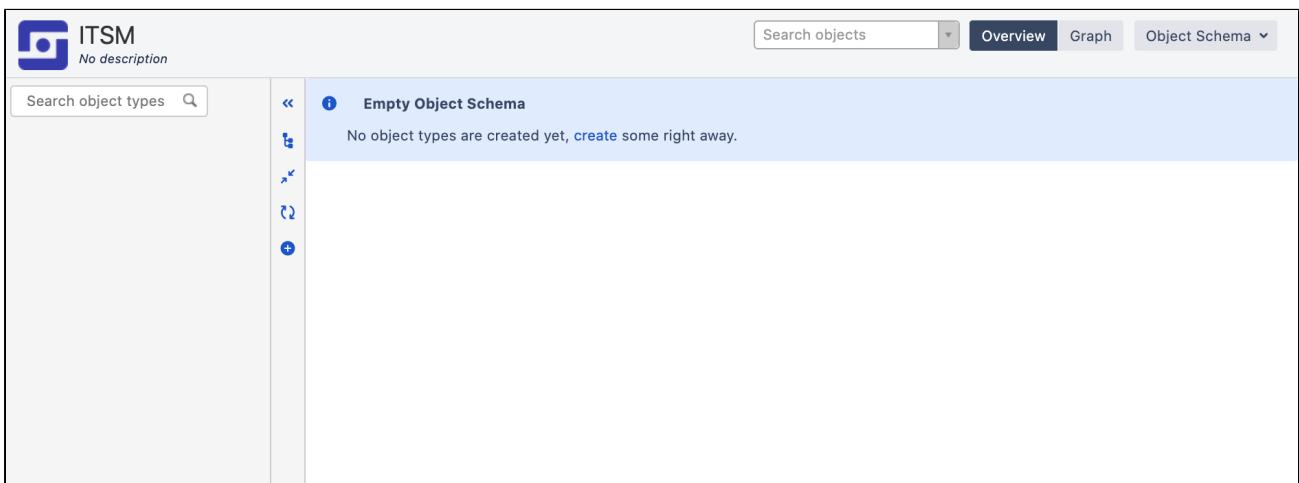 ITSM
No description
Search objects
Overview
Graph
Object Schema
Search object types
Empty Object Schema
No object types are created yet, create some right away.